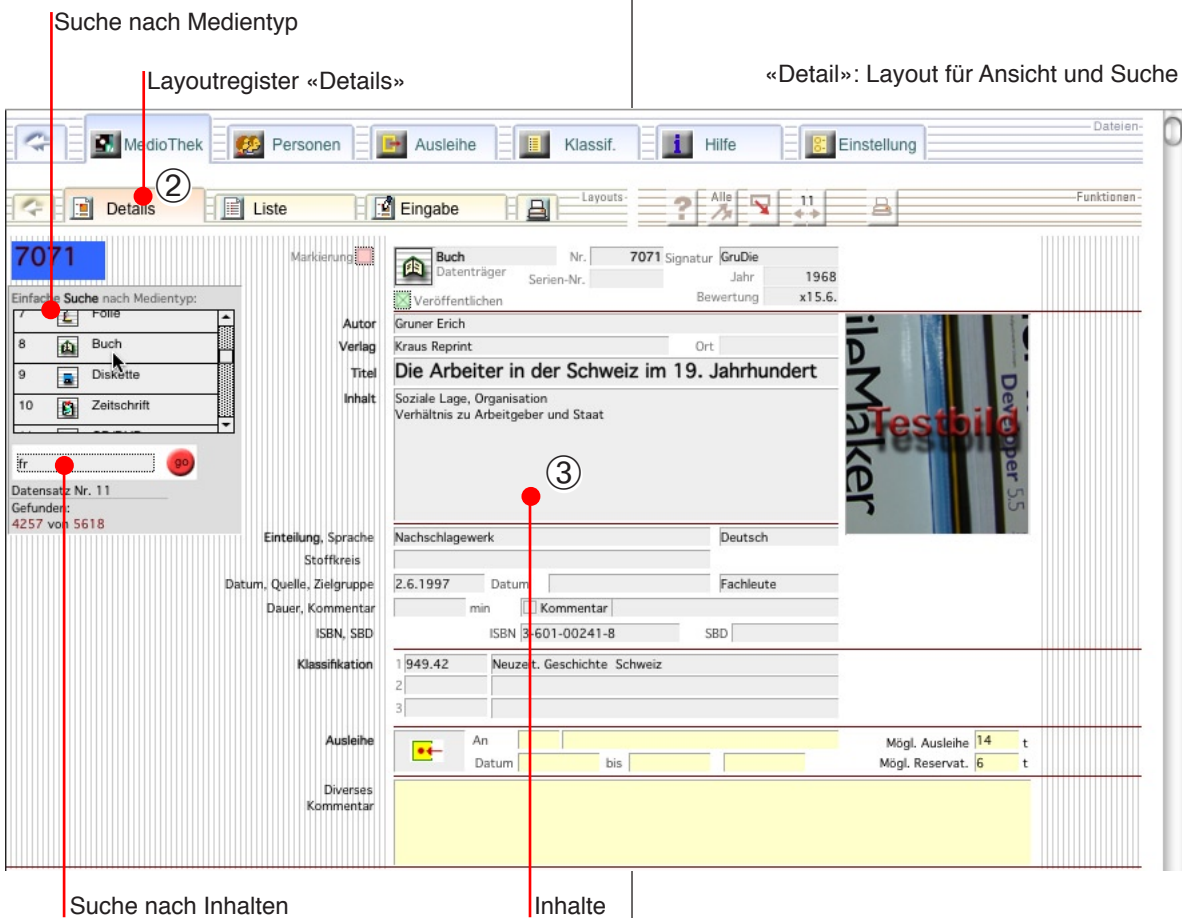 Suche nach Medientyp
Layoutregister «Details»
«Detail»: Layout für Ansicht und Suche
MedioThek Personen Ausleihe Klassif. Hilfe Einstellung Dateien
② Details Liste Eingabe Layouts ? Alle 11 Funktionen
7071
Markierung
Buch Nr. 7071 Signatur GruDie
Datenträger Serien-Nr. Jahr 1968
Veröffentlichen Bewertung x15.6.
Einfache Suche nach Medientyp:
7 Folie
8 Buch
9 Diskette
10 Zeitschrift
fr go
Datensatz Nr. 11
Gefunden:
4257 von 5618
Autor Gruner Erich
Verlag Kraus Reprint Ort
Titel Die Arbeiter in der Schweiz im 19. Jahrhundert
Inhalt Soziale Lage, Organisation
Verhältnis zu Arbeitgeber und Staat
③
ileMaker
Developer 5.5
Testbild
Einteilung, Sprache Nachschlagewerk Deutsch
Stoffkreis
Datum, Quelle, Zielgruppe 2.6.1997 Datum Fachleute
Dauer, Kommentar min Kommentar
ISBN, SBD ISBN 3-601-00241-8 SBD
Klassifikation 1 949.42 Neuzeit. Geschichte Schweiz
2
3
Ausleihe An Mögl. Ausleihe 14 t
Datum bis Mögl. Reservat. 6 t
Diverses
Kommentar
Suche nach Inhalten
Inhalte